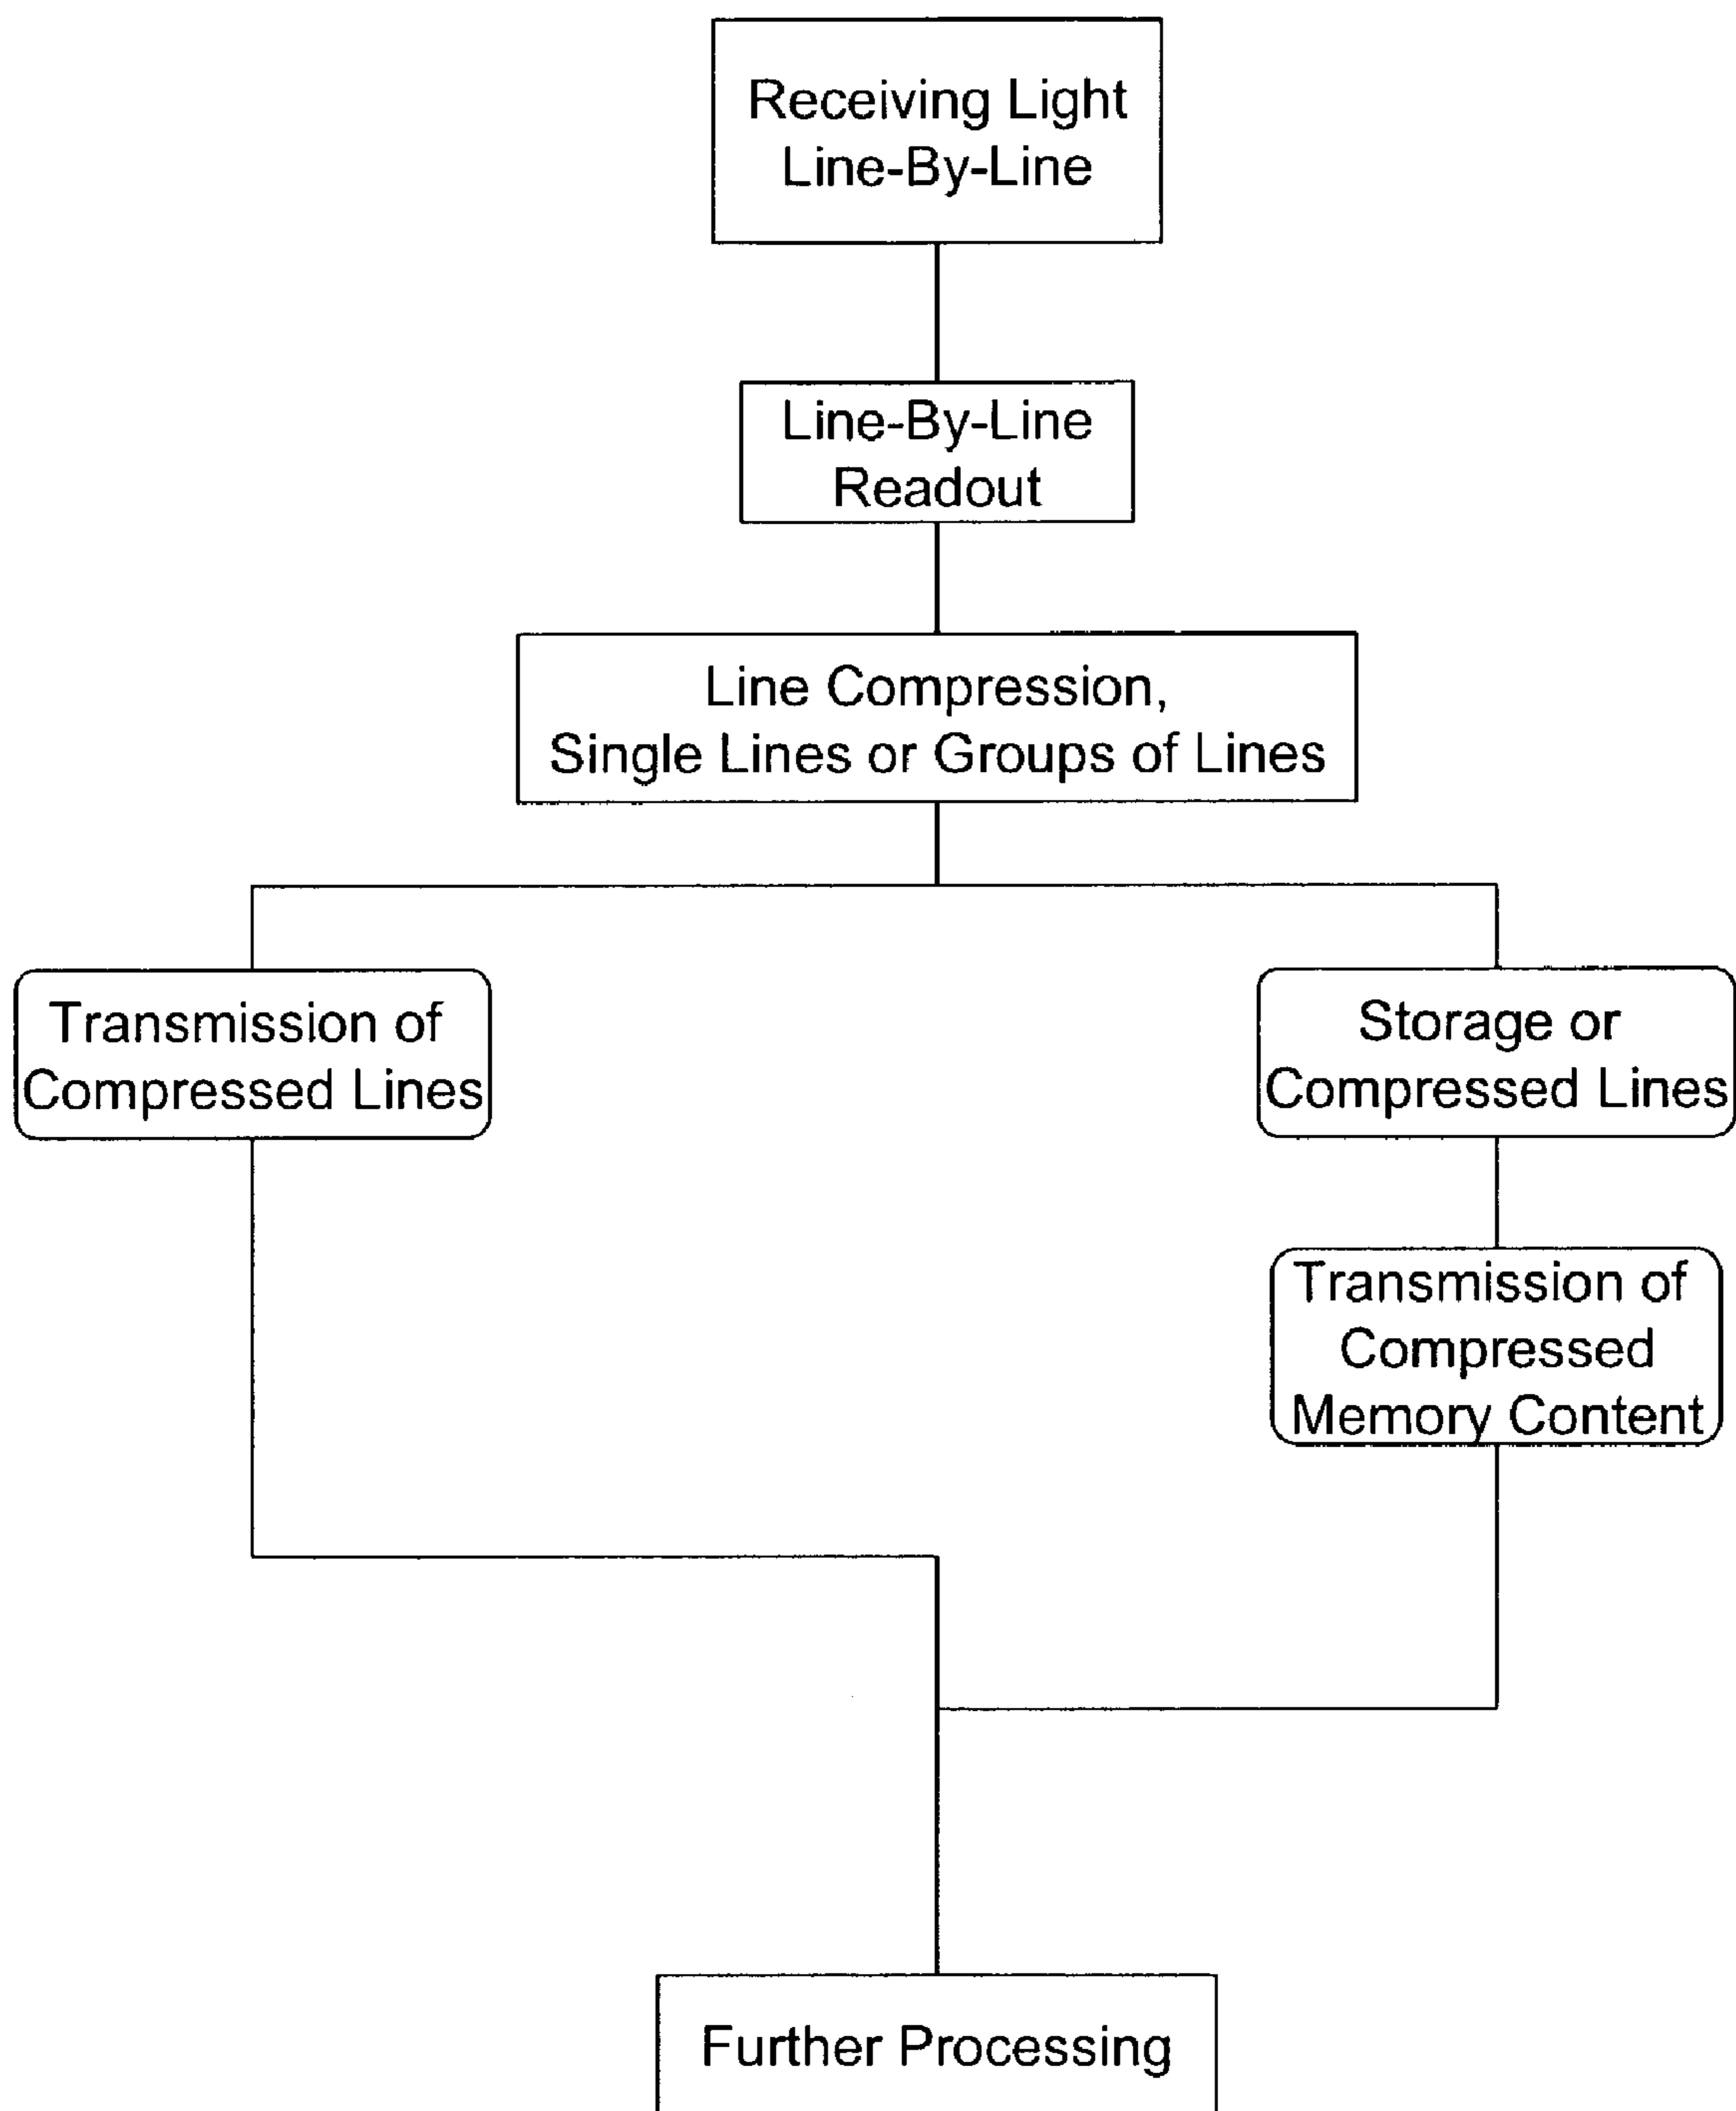 Receiving Light
Line-By-Line
Line-By-Line
Readout
Line Compression,
Single Lines or Groups of Lines
Transmission of
Compressed Lines
Storage or
Compressed Lines
Transmission of
Compressed
Memory Content
Further Processing